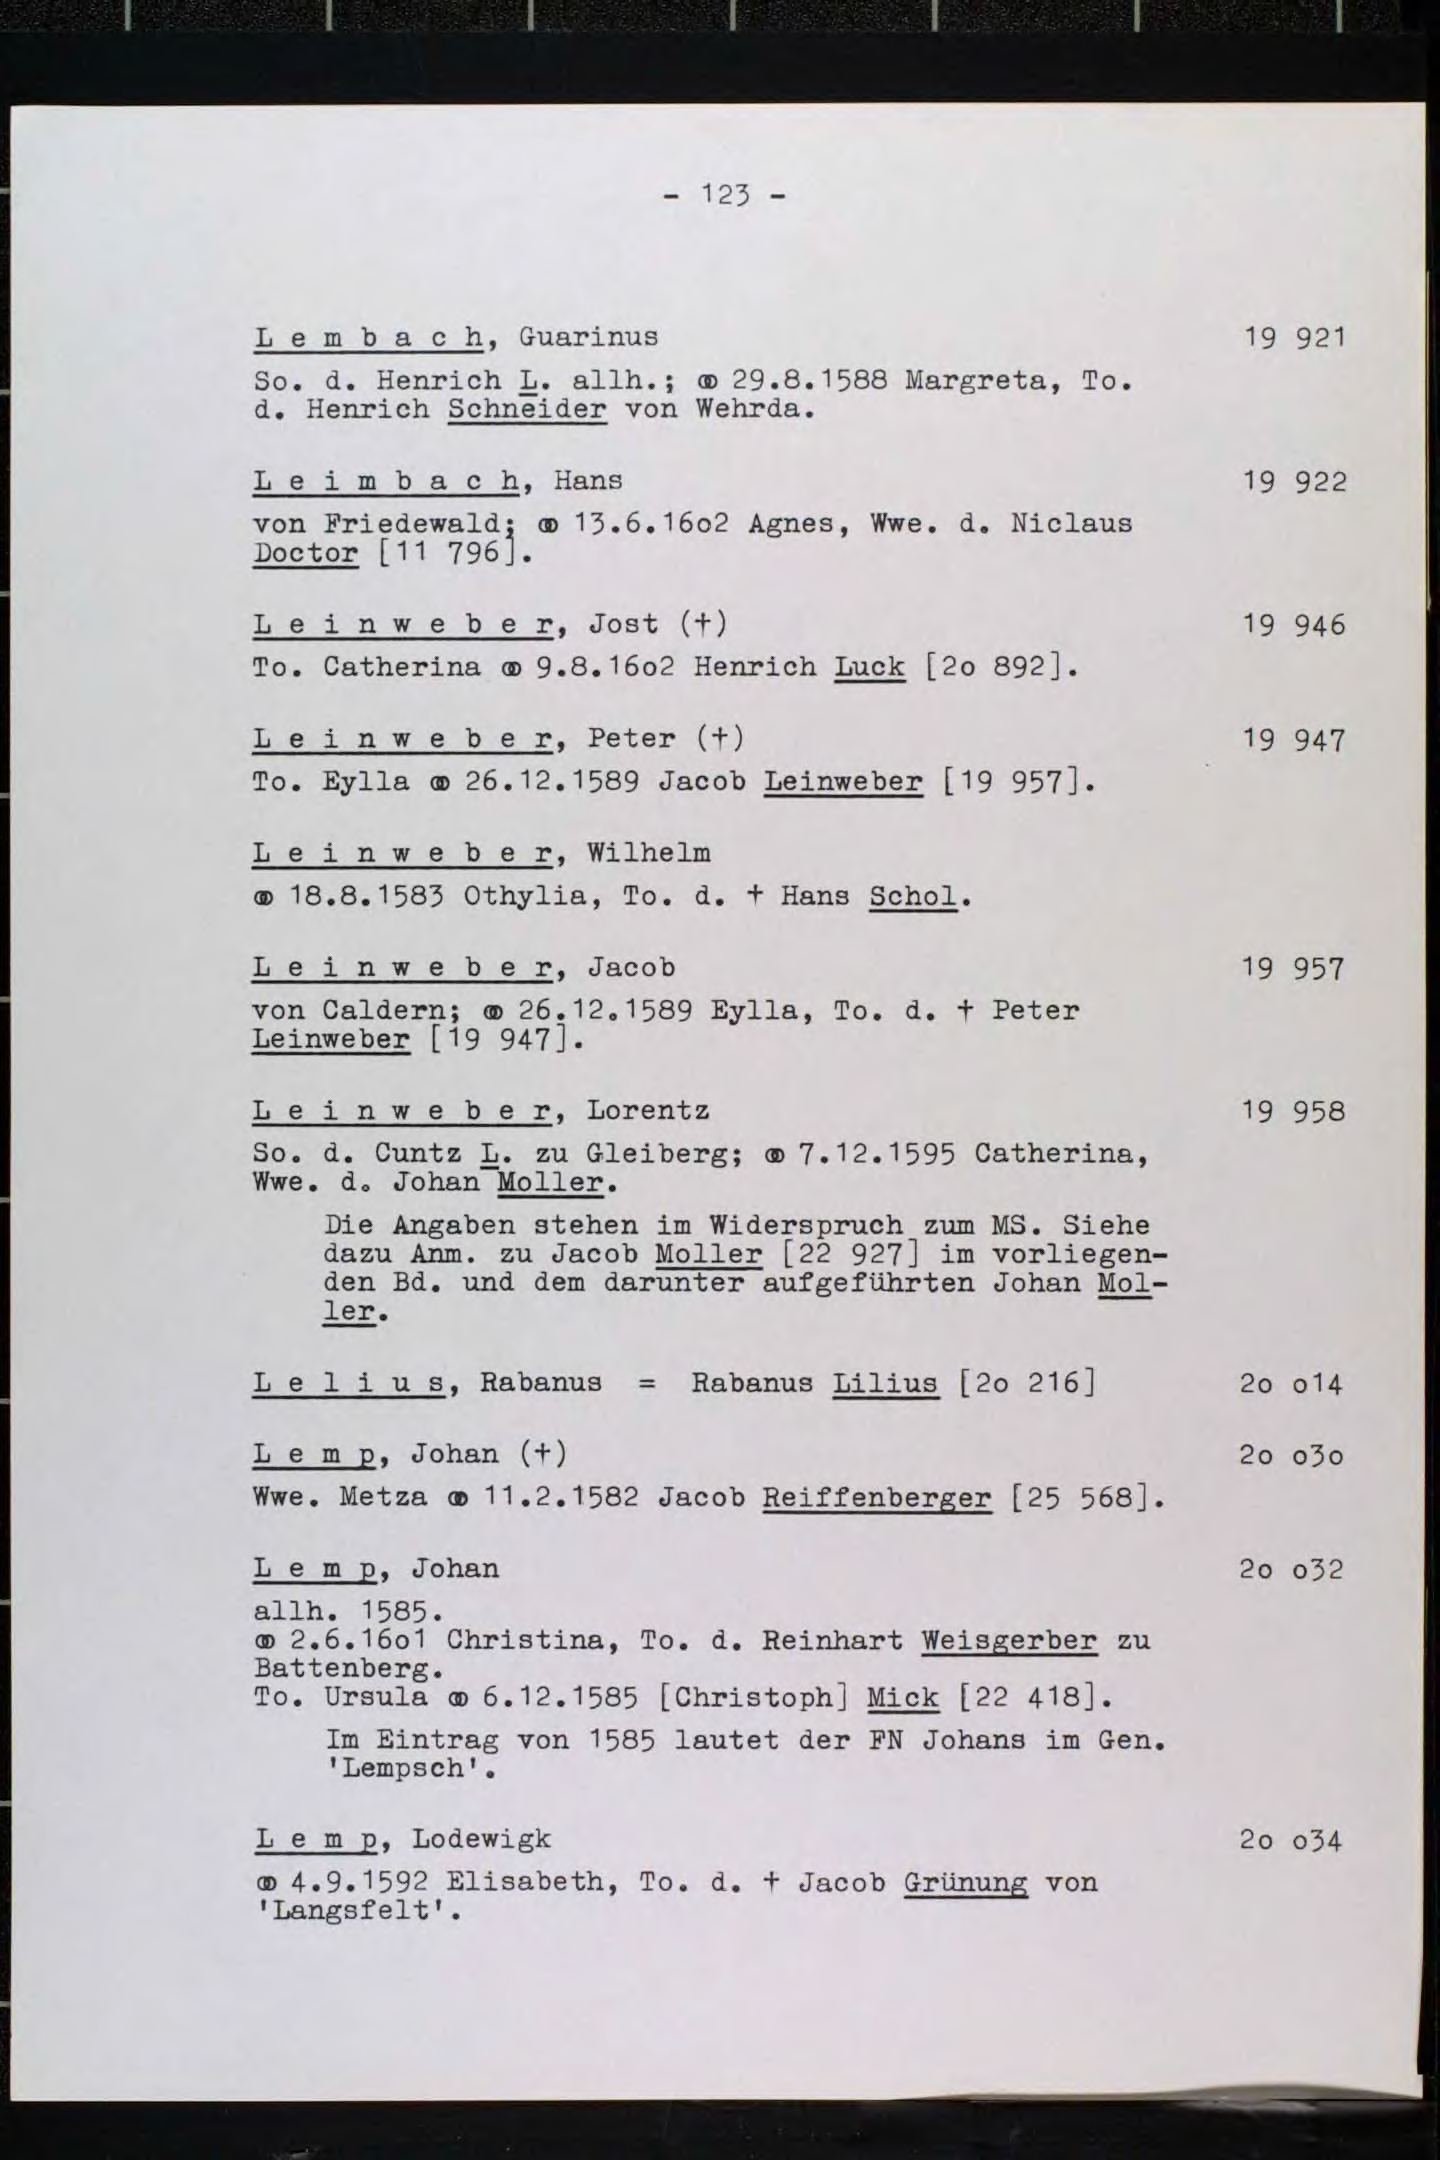 - 123 -
L e m b a c h, Guarinus 19 921
So. d. Henrich L. allh.; ⚭ 29.8.1588 Margreta, To.
d. Henrich Schneider von Wehrda.
L e i m b a c h, Hans 19 922
von Friedewald; ⚭ 13.6.16o2 Agnes, Wwe. d. Niclaus
Doctor [11 796].
L e i n w e b e r, Jost (†) 19 946
To. Catherina ⚭ 9.8.16o2 Henrich Luck [2o 892].
L e i n w e b e r, Peter (†) 19 947
To. Eylla ⚭ 26.12.1589 Jacob Leinweber [19 957].
L e i n w e b e r, Wilhelm
⚭ 18.8.1583 Othylia, To. d. † Hans Schol.
L e i n w e b e r, Jacob 19 957
von Caldern; ⚭ 26.12.1589 Eylla, To. d. † Peter
Leinweber [19 947].
L e i n w e b e r, Lorentz 19 958
So. d. Cuntz L. zu Gleiberg; ⚭ 7.12.1595 Catherina,
Wwe. d. Johan Moller.
Die Angaben stehen im Widerspruch zum MS. Siehe
dazu Anm. zu Jacob Moller [22 927] im vorliegen-
den Bd. und dem darunter aufgeführten Johan Mol-
ler.
L e l i u s, Rabanus = Rabanus Lilius [2o 216] 2o o14
L e m p, Johan (†) 2o o3o
Wwe. Metza ⚭ 11.2.1582 Jacob Reiffenberger [25 568].
L e m p, Johan 2o o32
allh. 1585.
⚭ 2.6.16o1 Christina, To. d. Reinhart Weisgerber zu
Battenberg.
To. Ursula ⚭ 6.12.1585 [Christoph] Mick [22 418].
Im Eintrag von 1585 lautet der FN Johans im Gen.
'Lempsch'.
L e m p, Lodewigk 2o o34
⚭ 4.9.1592 Elisabeth, To. d. † Jacob Grünung von
'Langsfelt'.